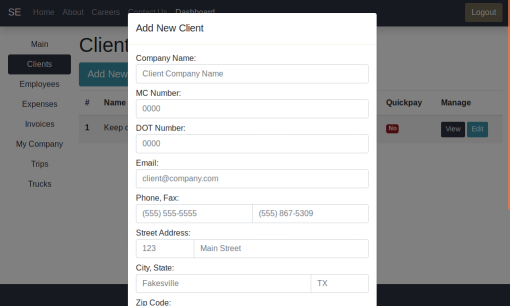 SE Home About Careers Contact Us Dashboard Logout
Add New Client
Main
Clients
Employees
Expenses
Invoices
My Company
Trips
Trucks
Client
Add New
# Name Quickpay Manage
1 Keep No View Edit
Company Name:
Client Company Name
MC Number:
0000
DOT Number:
0000
Email:
client@company.com
Phone, Fax:
(555) 555-5555 (555) 867-5309
Street Address:
123 Main Street
City, State:
Fakesville TX
Zip Code: